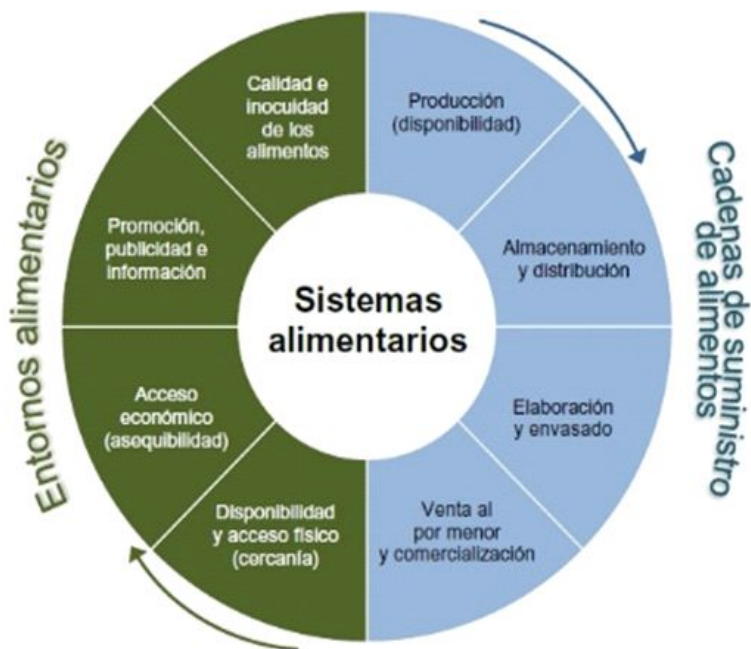 Sistemas
alimentarios
Producción
(disponibilidad)
Almacenamiento
y distribución
Elaboración
y envasado
Venta al
por menor
y comercialización
Disponibilidad
y acceso físico
(cercanía)
Acceso
económico
(asequibilidad)
Promoción,
publicidad e
información
Calidad e
inocuidad
de los
alimentos
Cadenas de suministro
de alimentos
Entornos alimentarios